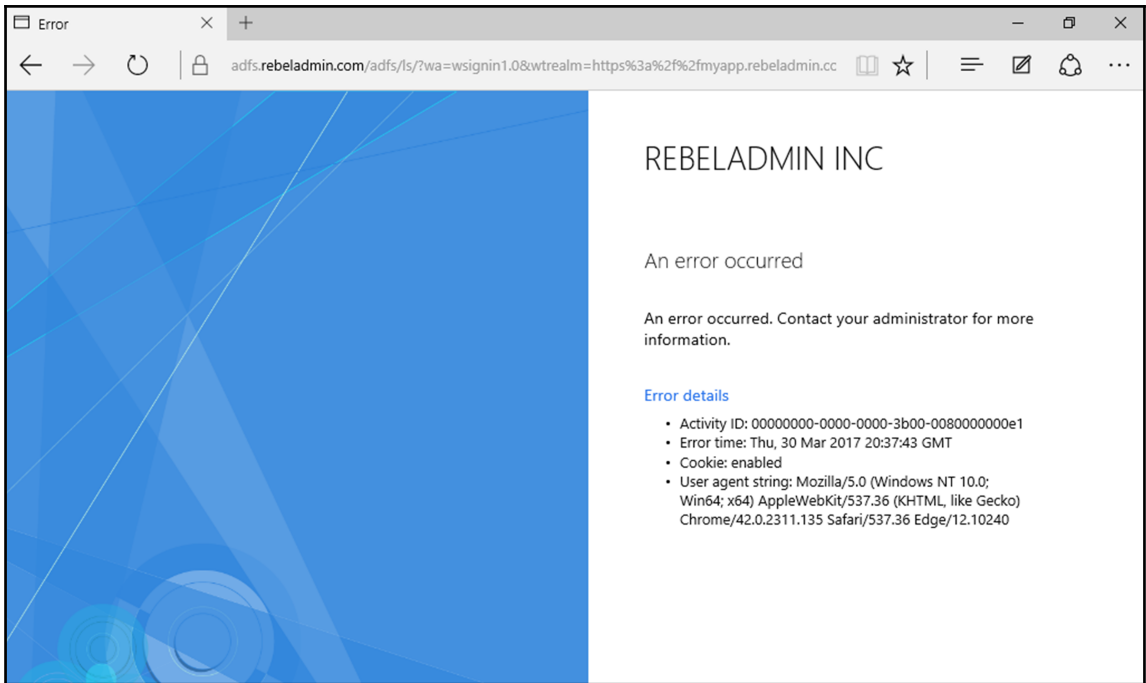 Error
adfs.rebeladmin.com/adfs/ls/?wa=wsignin1.0&wtrealm=https%3a%2f%2fmyapp.rebeladmin.cc
REBELADMIN INC
An error occurred
An error occurred. Contact your administrator for more
information.
Error details
• Activity ID: 00000000-0000-0000-3b00-0080000000e1
• Error time: Thu, 30 Mar 2017 20:37:43 GMT
• Cookie: enabled
• User agent string: Mozilla/5.0 (Windows NT 10.0;
Win64; x64) AppleWebKit/537.36 (KHTML, like Gecko)
Chrome/42.0.2311.135 Safari/537.36 Edge/12.10240